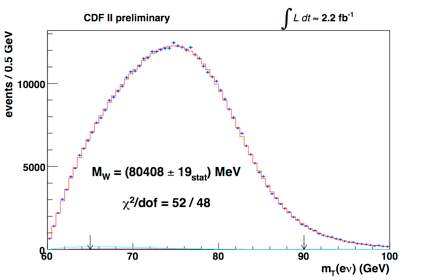 CDF II preliminary
∫ L dt ~ 2.2 fb⁻¹
events / 0.5 GeV
10000
5000
0
M_W = (80408 ± 19_stat) MeV
χ²/dof = 52 / 48
60 70 80 90 100
m_T(eν) (GeV)